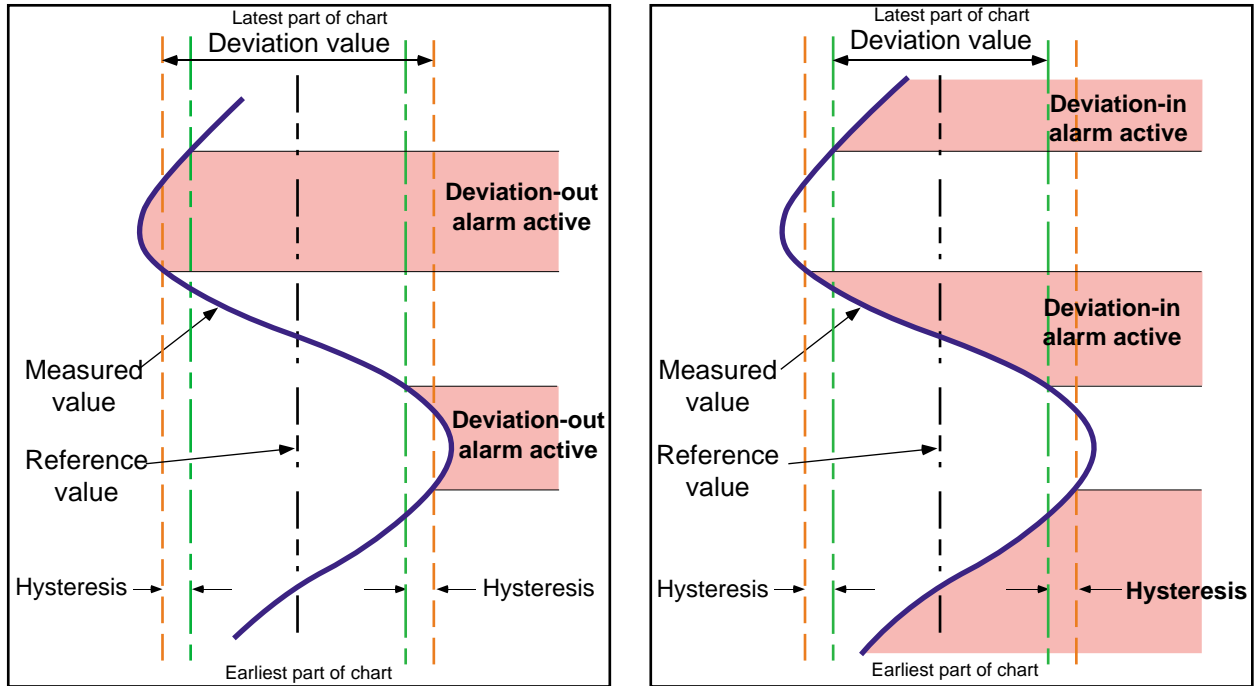 Latest part of chart
Deviation value
Deviation-out
alarm active
Measured
value
Deviation-out
alarm active
Reference
value
Hysteresis
Hysteresis
Earliest part of chart
Latest part of chart
Deviation value
Deviation-in
alarm active
Deviation-in
alarm active
Measured
value
Reference
value
Hysteresis
Hysteresis
Earliest part of chart